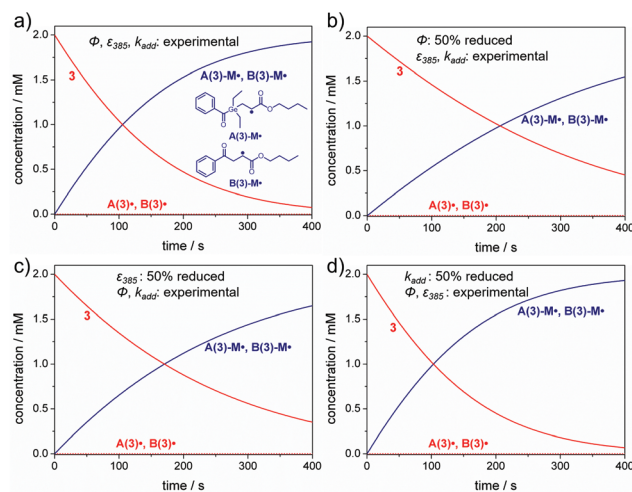 a)
Φ, ε385, kadd: experimental
3
A(3)-M•, B(3)-M•
Ge
O
O
O
A(3)-M•
O
O
O
B(3)-M•
A(3)•, B(3)•
concentration / mM
2.0
1.5
1.0
0.5
0.0
0 100 200 300 400
time / s
b)
Φ: 50% reduced
ε385, kadd: experimental
3
A(3)-M•, B(3)-M•
A(3)•, B(3)•
concentration / mM
2.0
1.5
1.0
0.5
0.0
0 100 200 300 400
time / s
c)
ε385: 50% reduced
Φ, kadd: experimental
3
A(3)-M•, B(3)-M•
A(3)•, B(3)•
concentration / mM
2.0
1.5
1.0
0.5
0.0
0 100 200 300 400
time / s
d)
kadd: 50% reduced
Φ, ε385: experimental
3
A(3)-M•, B(3)-M•
A(3)•, B(3)•
concentration / mM
2.0
1.5
1.0
0.5
0.0
0 100 200 300 400
time / s